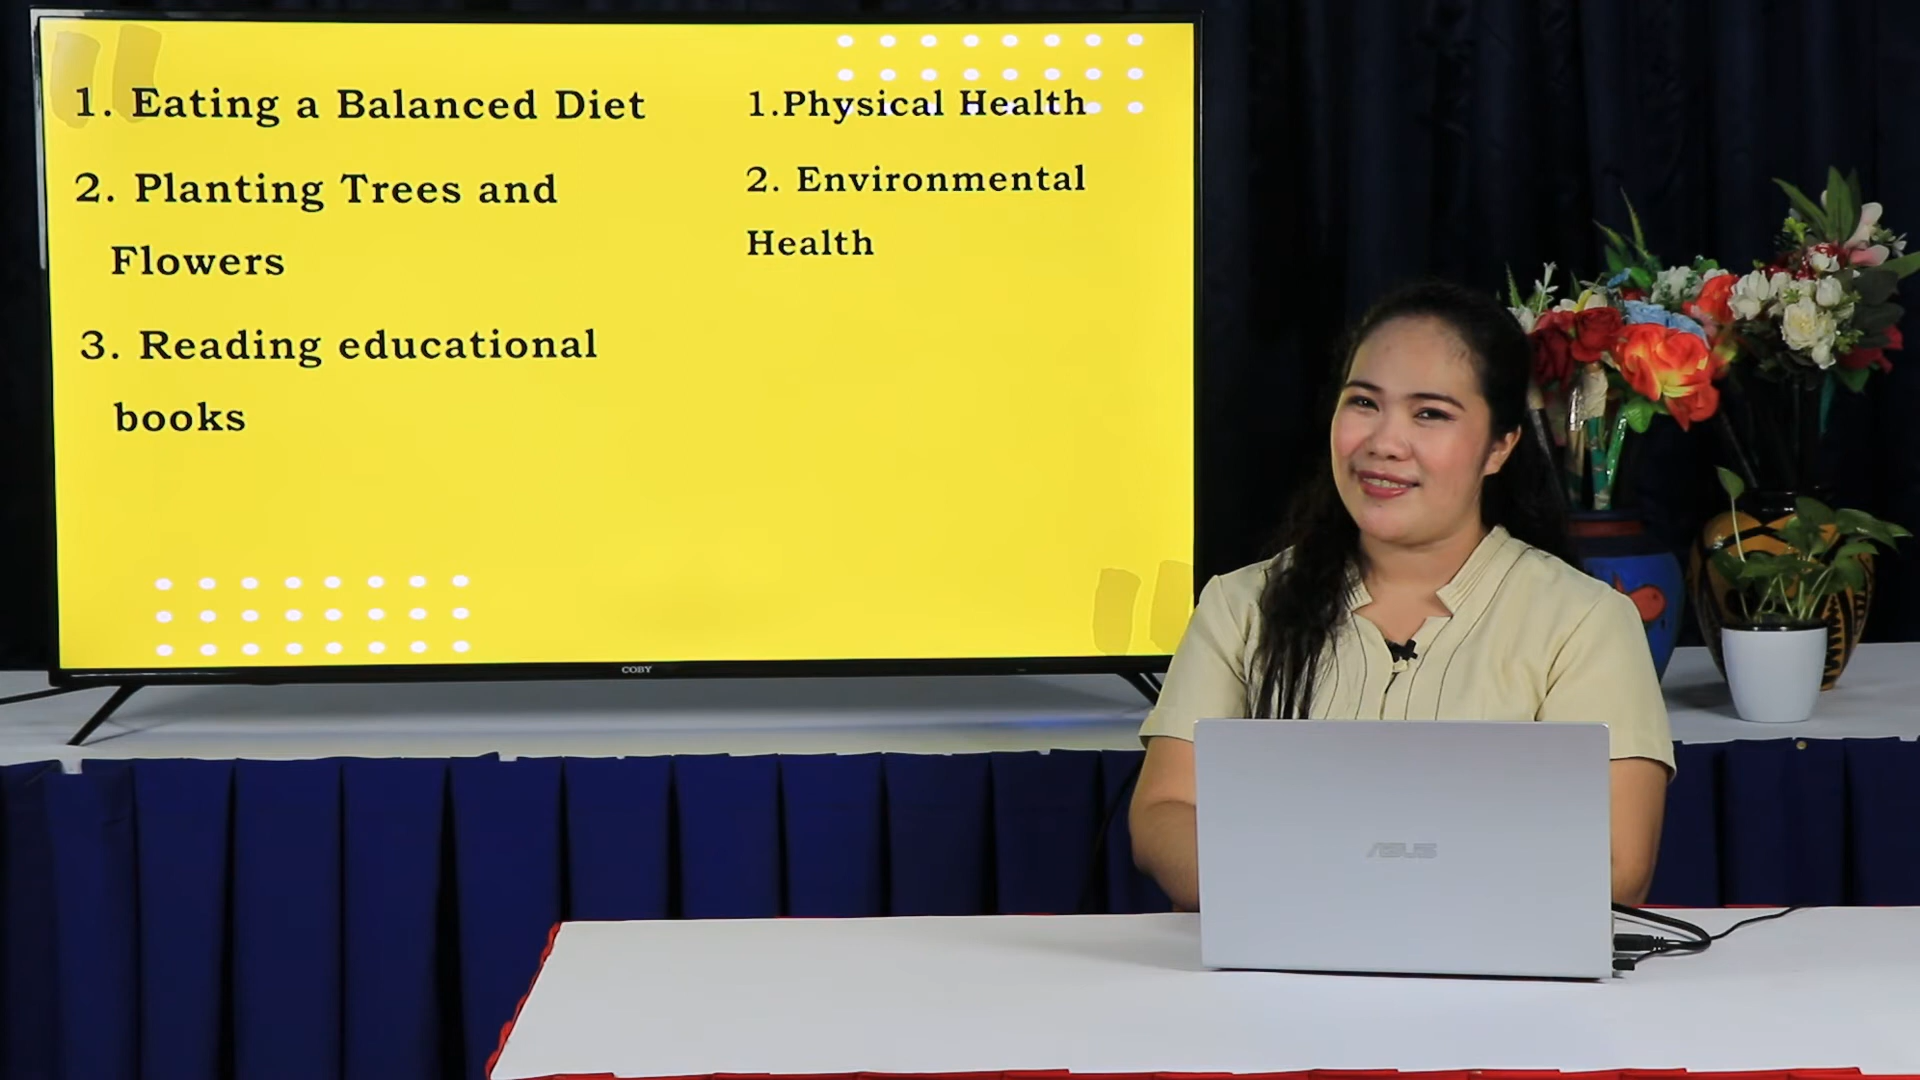 1. Eating a Balanced Diet
2. Planting Trees and
Flowers
3. Reading educational
books
1.Physical Health
2. Environmental
Health
COBY
ASUS